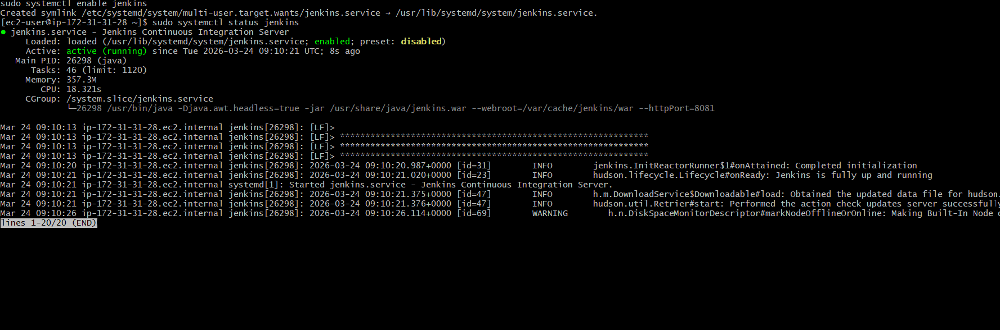 sudo systemctl enable jenkins
Created symlink /etc/systemd/system/multi-user.target.wants/jenkins.service → /usr/lib/systemd/system/jenkins.service.
[ec2-user@ip-172-31-31-28 ~]$ sudo systemctl status jenkins
● jenkins.service - Jenkins Continuous Integration Server
     Loaded: loaded (/usr/lib/systemd/system/jenkins.service; enabled; preset: disabled)
     Active: active (running) since Tue 2026-03-24 09:10:21 UTC; 8s ago
   Main PID: 26298 (java)
      Tasks: 46 (limit: 1120)
     Memory: 357.3M
        CPU: 18.321s
     CGroup: /system.slice/jenkins.service
             └─26298 /usr/bin/java -Djava.awt.headless=true -jar /usr/share/java/jenkins.war --webroot=/var/cache/jenkins/war --httpPort=8081
Mar 24 09:10:13 ip-172-31-31-28.ec2.internal jenkins[26298]: [LF]>
Mar 24 09:10:13 ip-172-31-31-28.ec2.internal jenkins[26298]: [LF]> *************************************************************
Mar 24 09:10:13 ip-172-31-31-28.ec2.internal jenkins[26298]: [LF]> *************************************************************
Mar 24 09:10:13 ip-172-31-31-28.ec2.internal jenkins[26298]: [LF]> *************************************************************
Mar 24 09:10:20 ip-172-31-31-28.ec2.internal jenkins[26298]: 2026-03-24 09:10:20.987+0000 [id=31]        INFO        jenkins.InitReactorRunner$1#onAttained: Completed initialization
Mar 24 09:10:21 ip-172-31-31-28.ec2.internal jenkins[26298]: 2026-03-24 09:10:21.020+0000 [id=23]        INFO        hudson.lifecycle.Lifecycle#onReady: Jenkins is fully up and running
Mar 24 09:10:21 ip-172-31-31-28.ec2.internal systemd[1]: Started jenkins.service - Jenkins Continuous Integration Server.
Mar 24 09:10:21 ip-172-31-31-28.ec2.internal jenkins[26298]: 2026-03-24 09:10:21.375+0000 [id=47]        INFO        h.m.DownloadService$Downloadable#load: Obtained the updated data file for hudson.
Mar 24 09:10:21 ip-172-31-31-28.ec2.internal jenkins[26298]: 2026-03-24 09:10:21.376+0000 [id=47]        INFO        hudson.util.Retrier#start: Performed the action check updates server successfully
Mar 24 09:10:26 ip-172-31-31-28.ec2.internal jenkins[26298]: 2026-03-24 09:10:26.114+0000 [id=69]        WARNING        h.n.DiskSpaceMonitorDescriptor#markNodeOfflineOrOnline: Making Built-In Node
lines 1-20/20 (END)